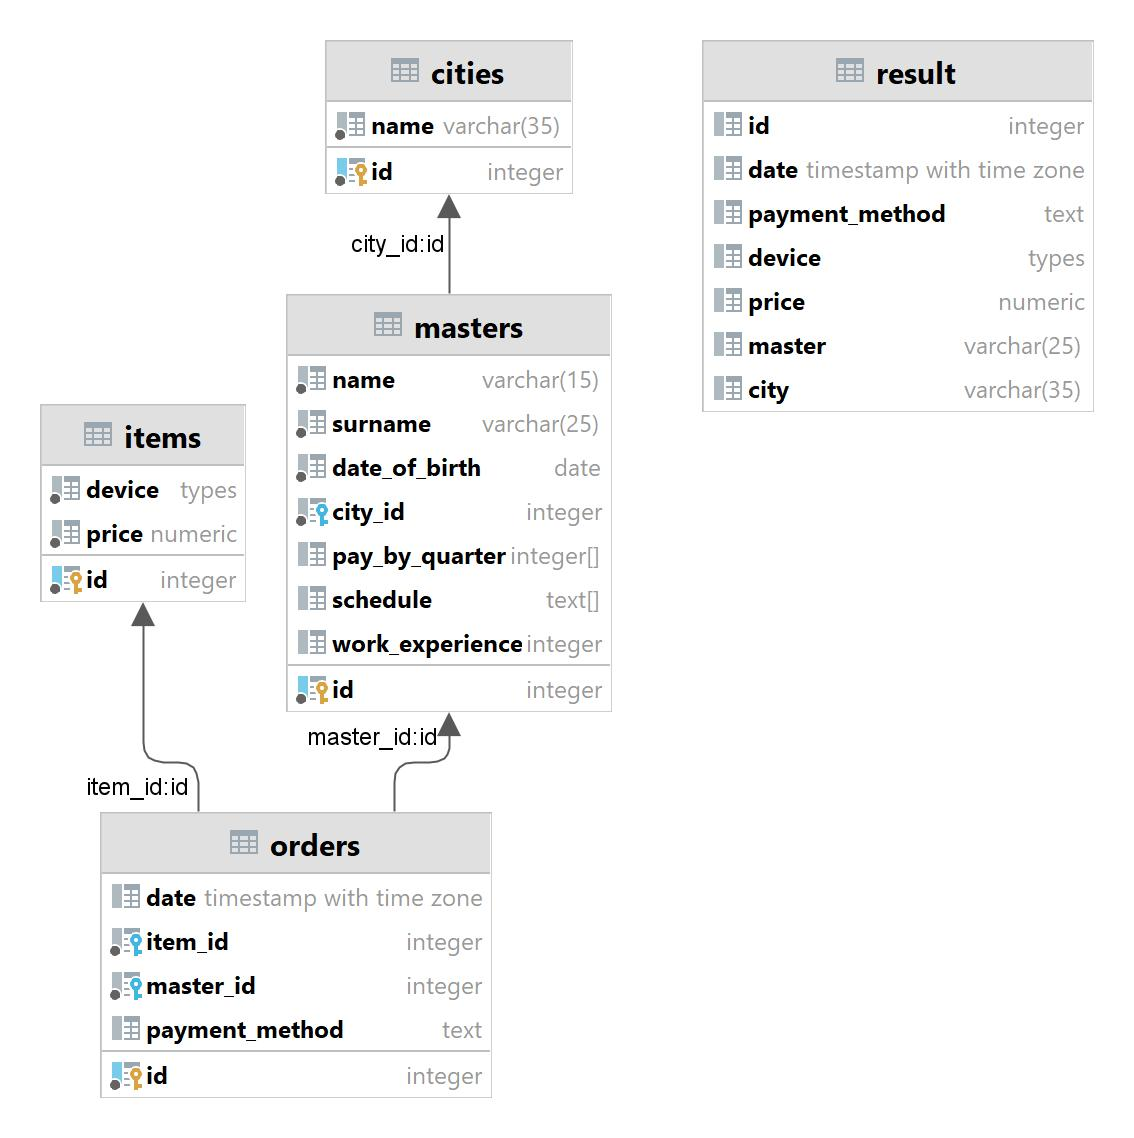 cities
name varchar(35)
id integer
city_id:id
masters
name varchar(15)
surname varchar(25)
date_of_birth date
city_id integer
pay_by_quarter integer[]
schedule text[]
work_experience integer
id integer
items
device types
price numeric
id integer
master_id:id
item_id:id
orders
date timestamp with time zone
item_id integer
master_id integer
payment_method text
id integer
result
id integer
date timestamp with time zone
payment_method text
device types
price numeric
master varchar(25)
city varchar(35)